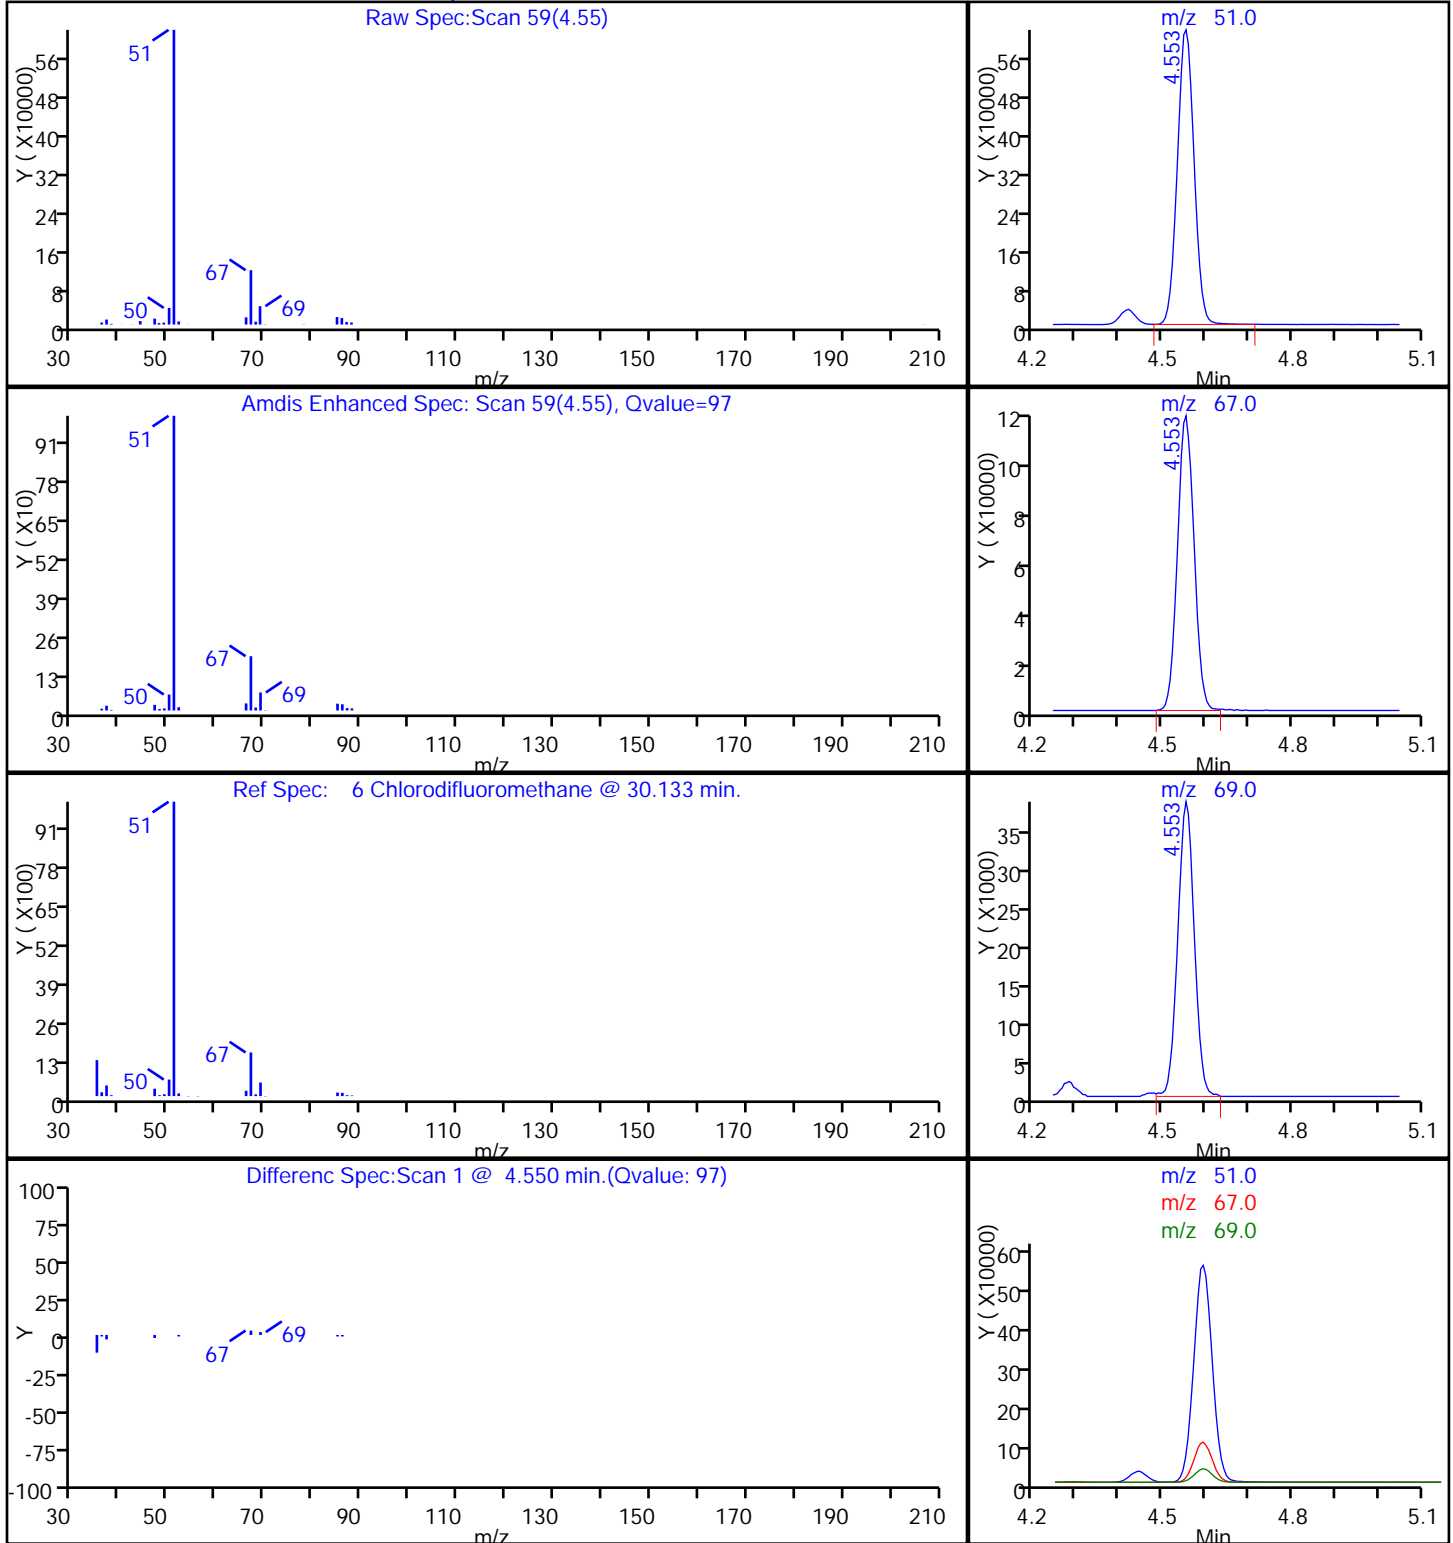 Raw Spec:Scan 59(4.55)
Y ( X10000)
56
48
40
32
24
16
8
0
51
67
50
69
30 50 70 90 110 130 150 170 190 210
m/z
m/z 51.0
Y ( X10000)
56
48
40
32
24
16
8
0
4.553
4.2 4.5 4.8 5.1
Min
Amdis Enhanced Spec: Scan 59(4.55), Qvalue=97
Y ( X10)
91
78
65
52
39
26
13
0
51
67
50
69
30 50 70 90 110 130 150 170 190 210
m/z
m/z 67.0
Y ( X10000)
12
10
8
6
4
2
0
4.553
4.2 4.5 4.8 5.1
Min
Ref Spec: 6 Chlorodifluoromethane @ 30.133 min.
Y ( X100)
91
78
65
52
39
26
13
0
51
67
50
30 50 70 90 110 130 150 170 190 210
m/z
m/z 69.0
Y ( X1000)
35
30
25
20
15
10
5
0
4.553
4.2 4.5 4.8 5.1
Min
Differenc Spec:Scan 1 @ 4.550 min.(Qvalue: 97)
Y
100
75
50
25
0
-25
-50
-75
-100
67
69
30 50 70 90 110 130 150 170 190 210
m/z
m/z 51.0
m/z 67.0
m/z 69.0
Y ( X10000)
60
50
40
30
20
10
0
4.2 4.5 4.8 5.1
Min